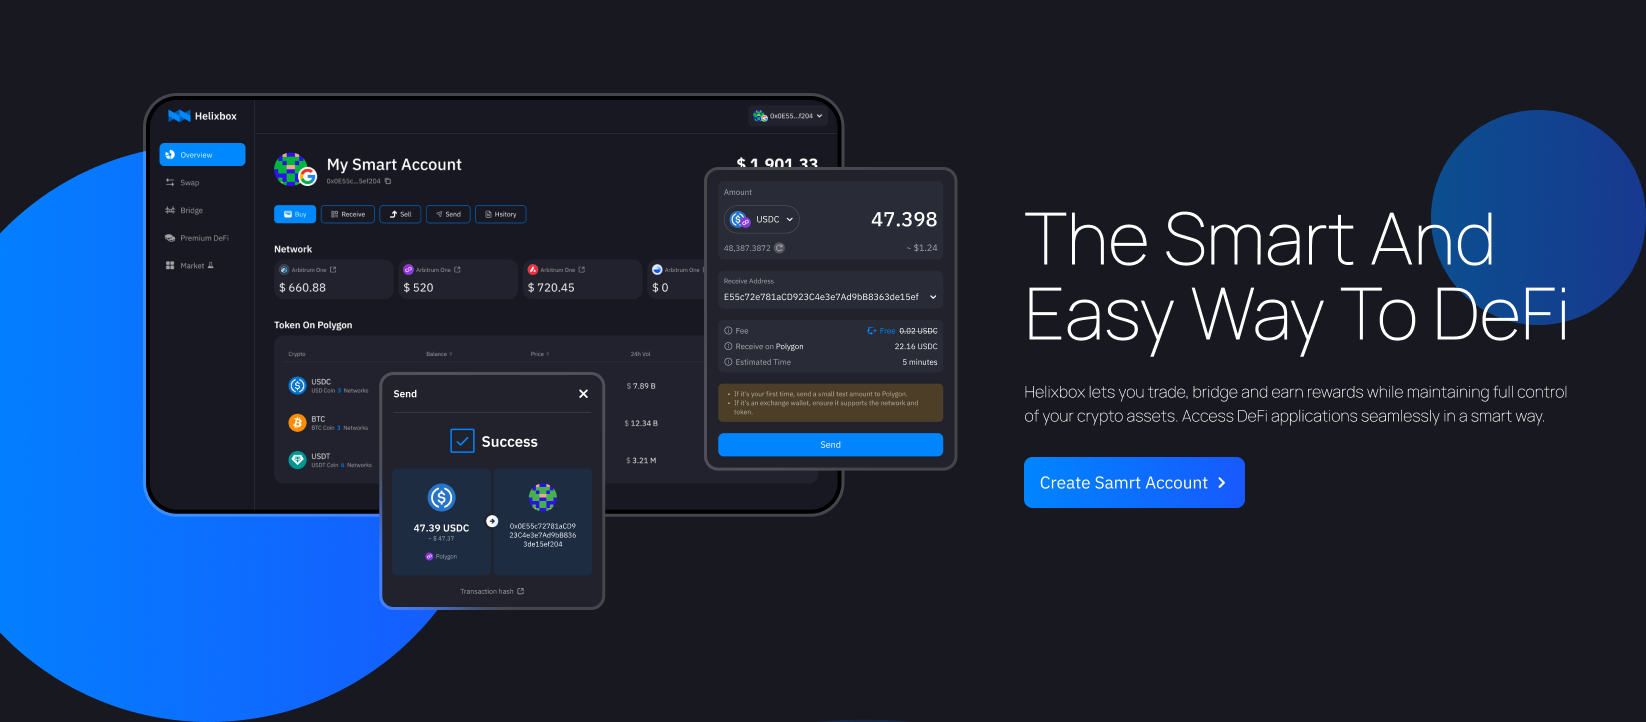 Helixbox
0x0E55...f204
Overview
Swap
Bridge
Premium DeFi
Market
My Smart Account
0x0E55c...5ef204
$ 1,901.33
Buy
Receive
Sell
Send
Hsitory
Network
Arbitrum One
$ 660.88
Arbitrum One
$ 520
Arbitrum One
$ 720.45
Arbitrum One
$ 0
Token On Polygon
Crypto
Balance
Price
24h Vol
USDC
USD Coin 3 Networks
$ 7.89 B
BTC
BTC Coin 3 Networks
$ 12.34 B
USDT
USDT Coin 6 Networks
$ 3.21 M
Amount
USDC
47.398
48,387.3872
~ $1.24
Receive Address
E55c72e781aCD923C4e3e7Ad9bB8363de15ef
Fee
Free 0.02 USDC
Receive on Polygon
22.16 USDC
Estimated Time
5 minutes
• If it's your first time, send a small test amount to Polygon.
• If it's an exchange wallet, ensure it supports the network and
token.
Send
Send
Success
47.39 USDC
~ $ 47.37
Polygon
0x0E55c72781aCD9
23C4e3e7Ad9bB836
3de15ef204
Transaction hash
The Smart And
Easy Way To DeFi
Helixbox lets you trade, bridge and earn rewards while maintaining full control
of your crypto assets. Access DeFi applications seamlessly in a smart way.
Create Samrt Account